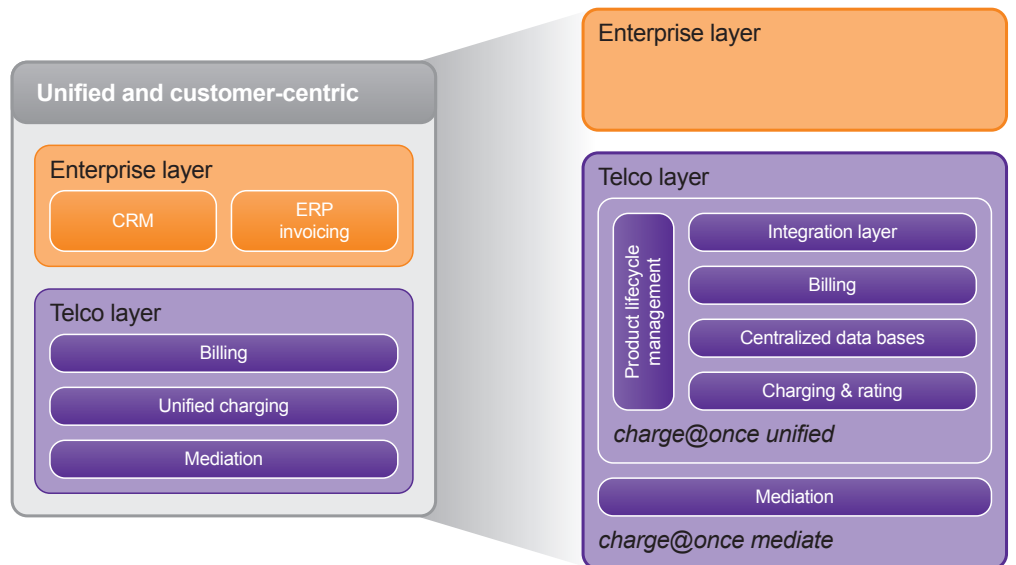 Unified and customer-centric
Enterprise layer
CRM
ERP
invoicing
Telco layer
Billing
Unified charging
Mediation
Enterprise layer
Telco layer
Product lifecycle
management
Integration layer
Billing
Centralized data bases
Charging & rating
charge@once unified
Mediation
charge@once mediate